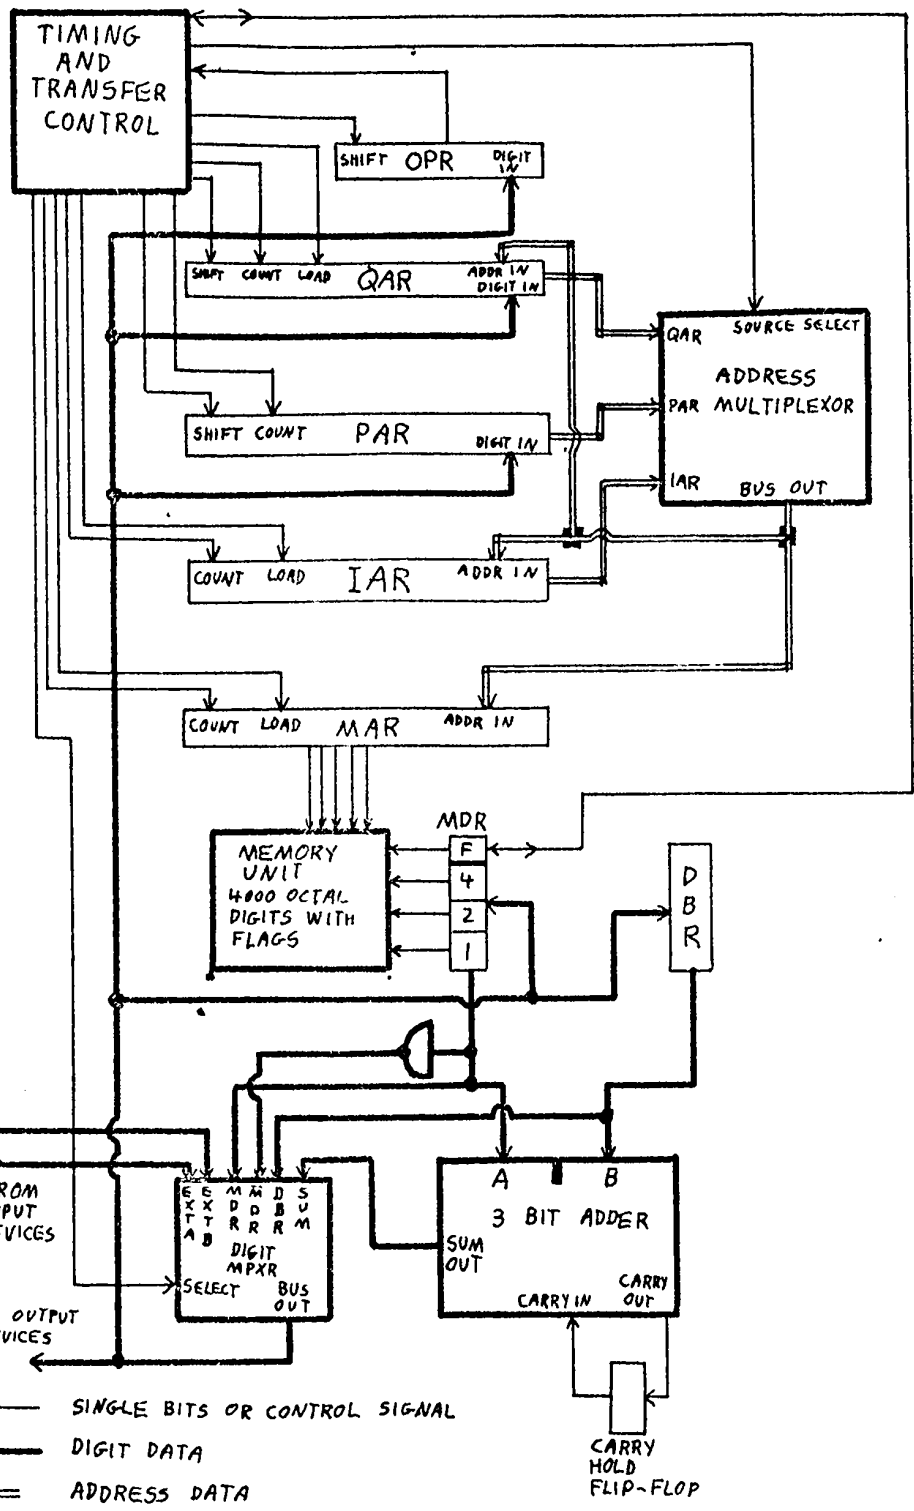 TIMING
AND
TRANSFER
CONTROL
SHIFT OPR DIGIT
IN
SHIFT COUNT LOAD QAR ADDR IN
DIGIT IN
QAR SOURCE SELECT
ADDRESS
PAR MULTIPLEXOR
IAR
BUS OUT
SHIFT COUNT PAR DIGIT IN
COUNT LOAD IAR ADDR IN
COUNT LOAD MAR ADDR IN
MDR
F
4
2
1
MEMORY
UNIT
4000 OCTAL
DIGITS WITH
FLAGS
D
B
R
EXTA
EXTB
MDR
M̄DR
DBR
SUM
DIGIT
MPXR
SELECT
BUS
OUT
A B
3 BIT ADDER
SUM
OUT
CARRY IN
CARRY
OUT
ROM
PUT
EVICES
OUTPUT
EVICES
CARRY
HOLD
FLIP-FLOP
SINGLE BITS OR CONTROL SIGNAL
DIGIT DATA
ADDRESS DATA